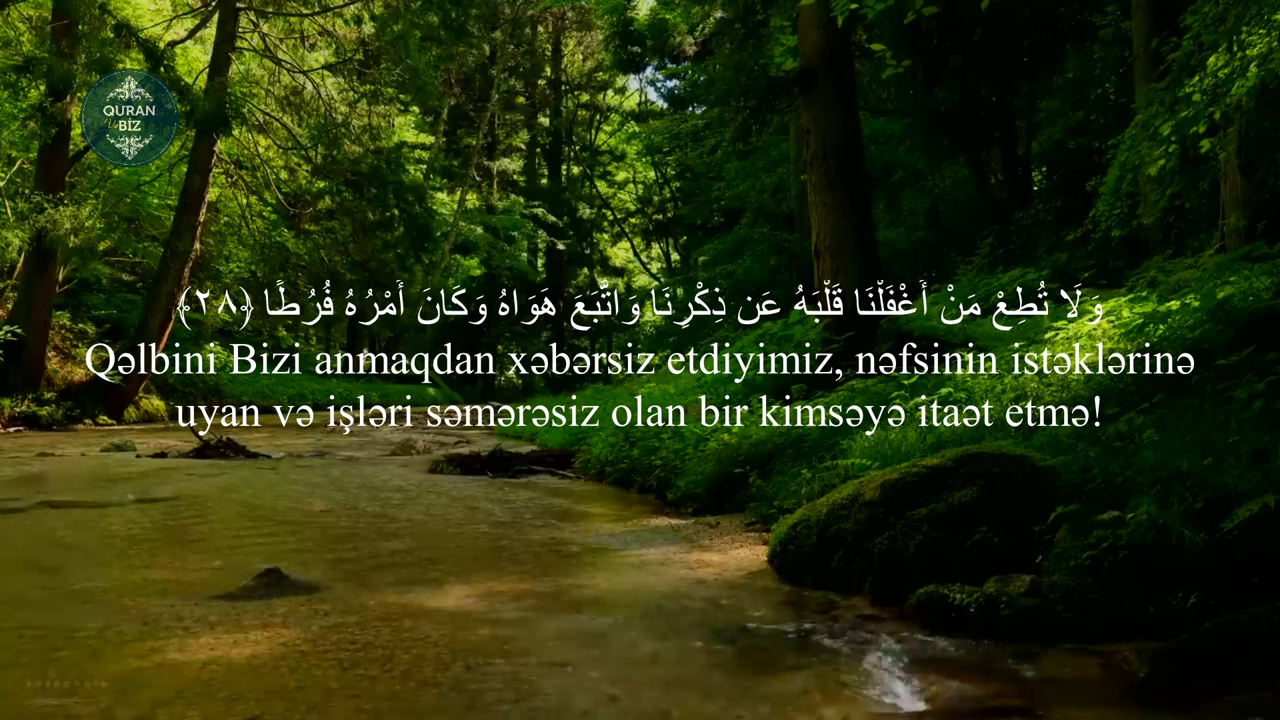 QURAN
Və
BİZ
وَلَا تُطِعْ مَنْ أَغْفَلْنَا قَلْبَهُ عَن ذِكْرِنَا وَاتَّبَعَ هَوَاهُ وَكَانَ أَمْرُهُ فُرُطًا ﴿٢٨﴾
Qəlbini Bizi anmaqdan xəbərsiz etdiyimiz, nəfsinin istəklərinə
uyan və işləri səmərəsiz olan bir kimsəyə itaət etmə!